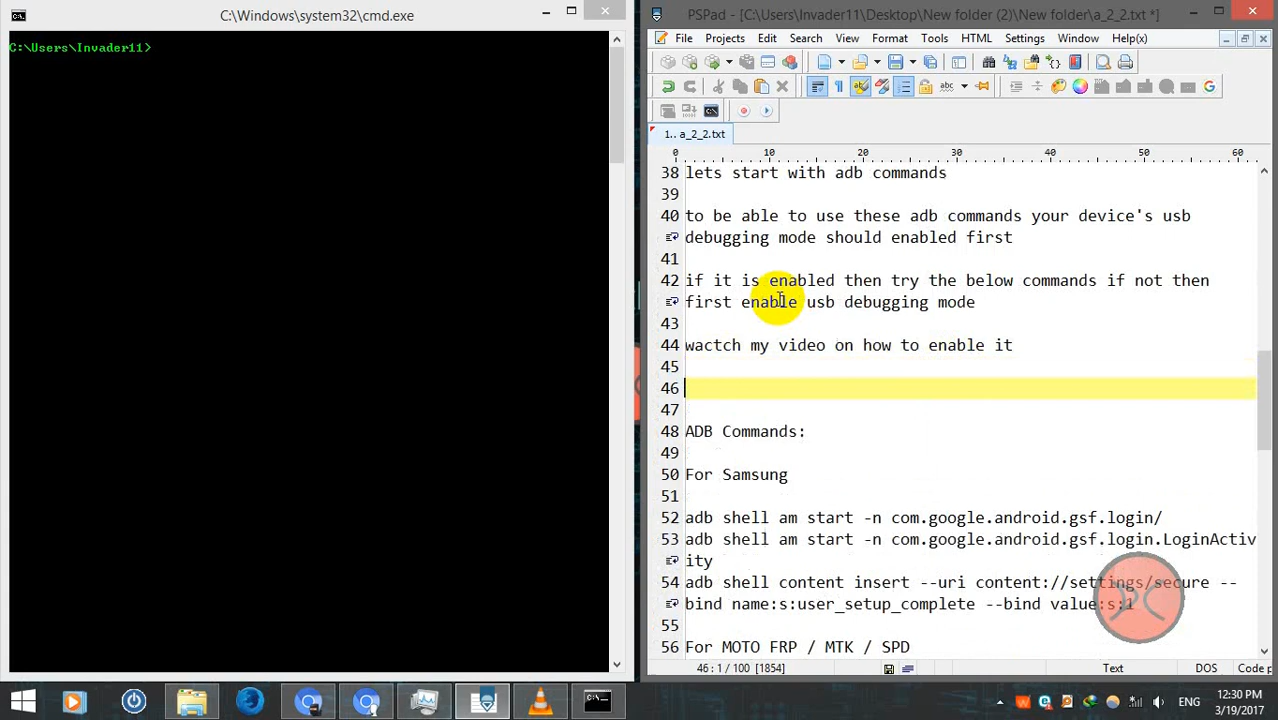 C:\Windows\system32\cmd.exe
C:\Users\Invader11>
PSPad - [C:\Users\Invader11\Desktop\New folder (2)\New folder\a_2_2.txt *]
File Projects Edit Search View Format Tools HTML Settings Window Help(x)
1.. a_2_2.txt
0 10 20 30 40 50 60
38 lets start with adb commands
39
40 to be able to use these adb commands your device's usb
debugging mode should enabled first
41
42 if it is enabled then try the below commands if not then
first enable usb debugging mode
43
44 wactch my video on how to enable it
45
46
47
48 ADB Commands:
49
50 For Samsung
51
52 adb shell am start -n com.google.android.gsf.login/
53 adb shell am start -n com.google.android.gsf.login.LoginActiv
ity
54 adb shell content insert --uri content://settings/secure --
bind name:s:user_setup_complete --bind value:s:1
55
56 For MOTO FRP / MTK / SPD
46 : 1 / 100 [1854] Text DOS Code p
ENG
12:30 PM
3/19/2017